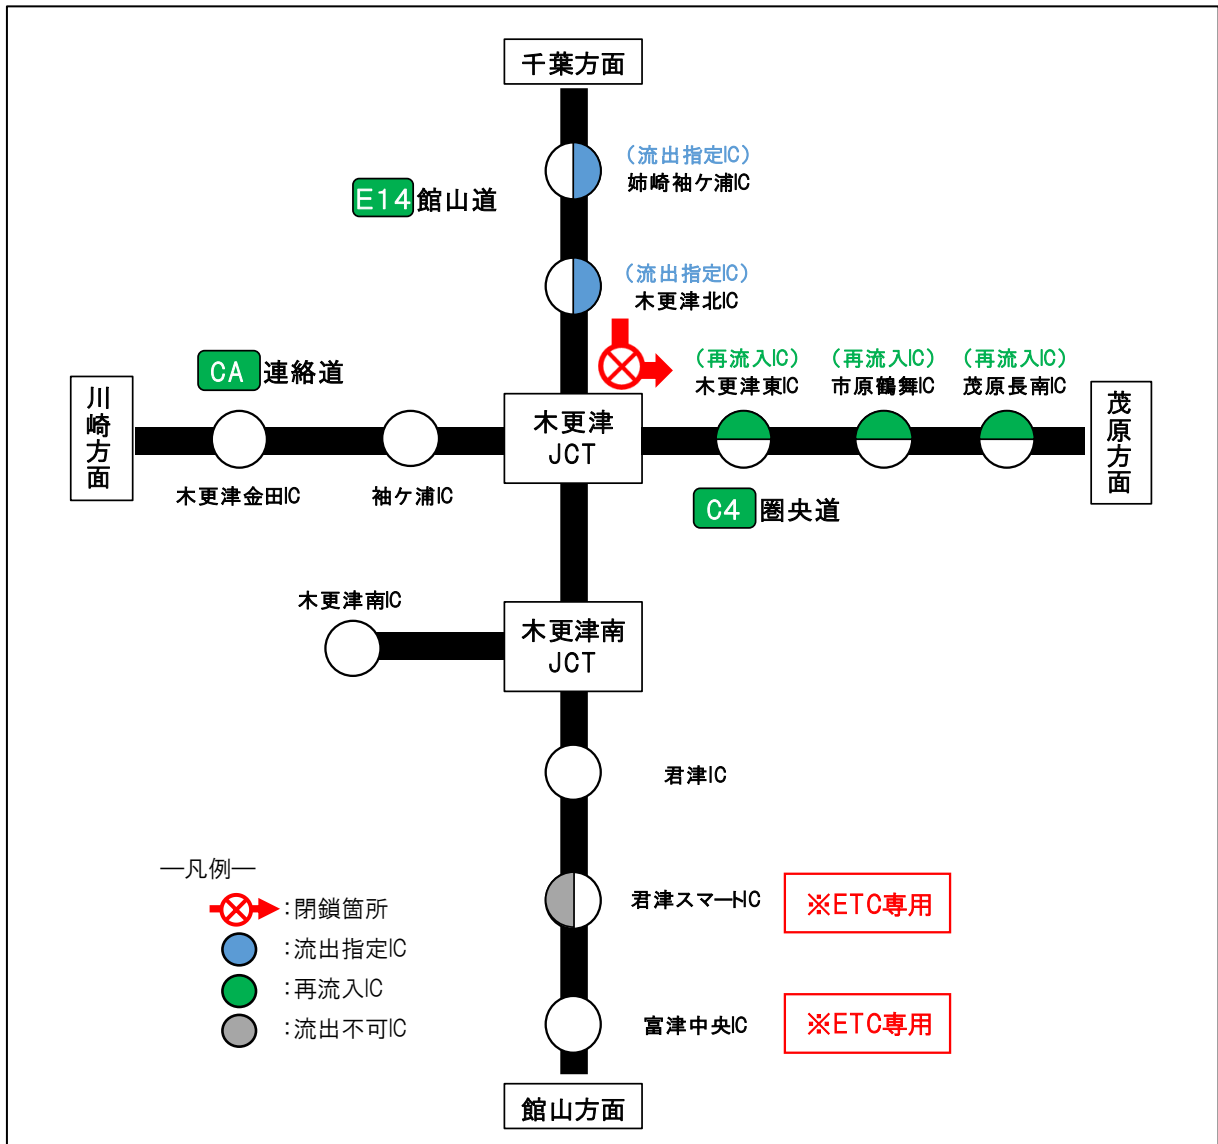 千葉方面
(流出指定IC)
姉崎袖ケ浦IC
E14 館山道
(流出指定IC)
木更津北IC
CA 連絡道
(再流入IC)
木更津東IC
(再流入IC)
市原鶴舞IC
(再流入IC)
茂原長南IC
川崎方面
木更津
JCT
茂原方面
木更津金田IC
袖ケ浦IC
C4 圏央道
木更津南IC
木更津南
JCT
君津IC
―凡例―
:閉鎖箇所
:流出指定IC
:再流入IC
:流出不可IC
君津スマートIC
※ETC専用
富津中央IC
※ETC専用
館山方面